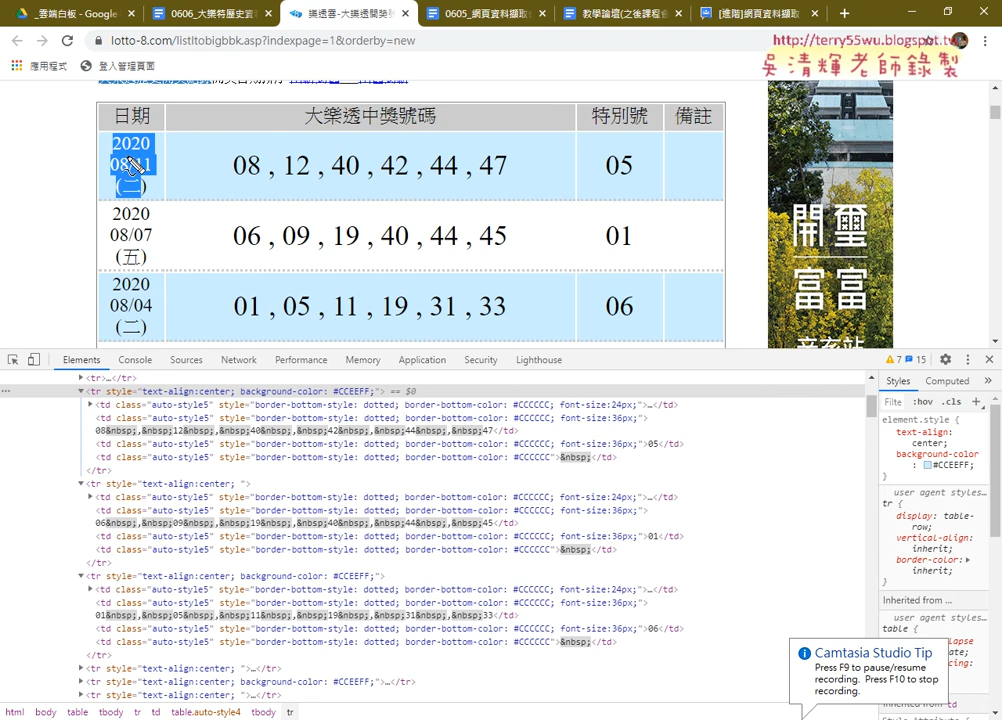 _雲端白板 - Google
0606_大樂特歷史資
樂透雲-大樂透開獎號
0605_網頁資料擷取
教學論壇(之後課程會
[進階]網頁資料擷取
lotto-8.com/listltobigbbk.asp?indexpage=1&orderby=new
http://terry55wu.blogspot.tw
吳清輝老師錄製
應用程式
登入管理頁面
日期 大樂透中獎號碼 特別號 備註
2020
08/11
(二)
08 , 12 , 40 , 42 , 44 , 47 05
2020
08/07
(五)
06 , 09 , 19 , 40 , 44 , 45 01
2020
08/04
(二)
01 , 05 , 11 , 19 , 31 , 33 06
開璽
富富
Elements Console Sources Network Performance Memory Application Security Lighthouse 7 15
Styles Computed
Filte :hov .cls +
<tr>…</tr>
<tr style="text-align:center; background-color: #CCEEFF;"> == $0
<td class="auto-style5" style="border-bottom-style: dotted; border-bottom-color: #CCCCCC; font-size:24px;">…</td>
<td class="auto-style5" style="border-bottom-style: dotted; border-bottom-color: #CCCCCC; font-size:36px;">
08&nbsp;,&nbsp;12&nbsp;,&nbsp;40&nbsp;,&nbsp;42&nbsp;,&nbsp;44&nbsp;,&nbsp;47</td>
<td class="auto-style5" style="border-bottom-style: dotted; border-bottom-color: #CCCCCC; font-size:36px;">05</td>
<td class="auto-style5" style="border-bottom-style: dotted; border-bottom-color: #CCCCCC">&nbsp;</td>
</tr>
<tr style="text-align:center; ">
<td class="auto-style5" style="border-bottom-style: dotted; border-bottom-color: #CCCCCC; font-size:24px;">…</td>
<td class="auto-style5" style="border-bottom-style: dotted; border-bottom-color: #CCCCCC; font-size:36px;">
06&nbsp;,&nbsp;09&nbsp;,&nbsp;19&nbsp;,&nbsp;40&nbsp;,&nbsp;44&nbsp;,&nbsp;45</td>
<td class="auto-style5" style="border-bottom-style: dotted; border-bottom-color: #CCCCCC; font-size:36px;">01</td>
<td class="auto-style5" style="border-bottom-style: dotted; border-bottom-color: #CCCCCC">&nbsp;</td>
</tr>
<tr style="text-align:center; background-color: #CCEEFF;">
<td class="auto-style5" style="border-bottom-style: dotted; border-bottom-color: #CCCCCC; font-size:24px;">…</td>
<td class="auto-style5" style="border-bottom-style: dotted; border-bottom-color: #CCCCCC; font-size:36px;">
01&nbsp;,&nbsp;05&nbsp;,&nbsp;11&nbsp;,&nbsp;19&nbsp;,&nbsp;31&nbsp;,&nbsp;33</td>
<td class="auto-style5" style="border-bottom-style: dotted; border-bottom-color: #CCCCCC; font-size:36px;">06</td>
<td class="auto-style5" style="border-bottom-style: dotted; border-bottom-color: #CCCCCC">&nbsp;</td>
</tr>
<tr style="text-align:center; ">…</tr>
<tr style="text-align:center; background-color: #CCEEFF;">…</tr>
<tr style="text-align:center; ">…</tr>
element.style {
text-align:
center;
background-color
: #CCEEFF;
}
user agent styles…
tr {
display: table-
row;
vertical-align:
inherit;
border-color:
inherit;
}
Inherited from …
user agent styles…
table {
Camtasia Studio Tip
Press F9 to pause/resume
recording. Press F10 to stop
recording.
html body table tbody tr td table.auto-style4 tbody tr